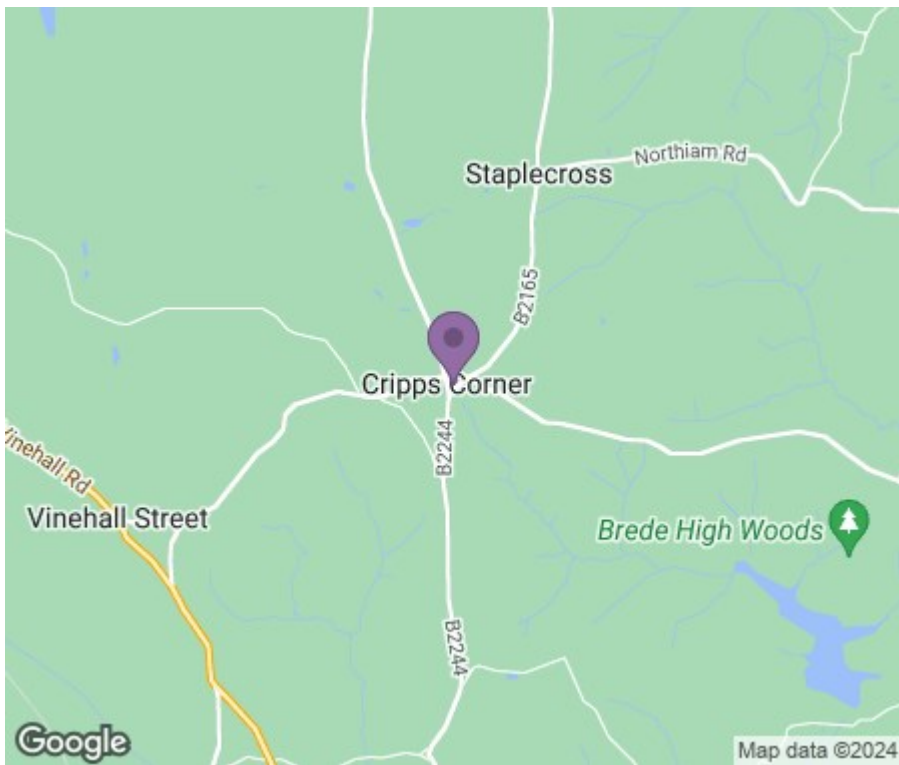 Northiam Rd
Staplecross
B2165
Cripps Corner
B2244
Vinehall Rd
Vinehall Street
Brede High Woods
B2244
Google
Map data ©2024